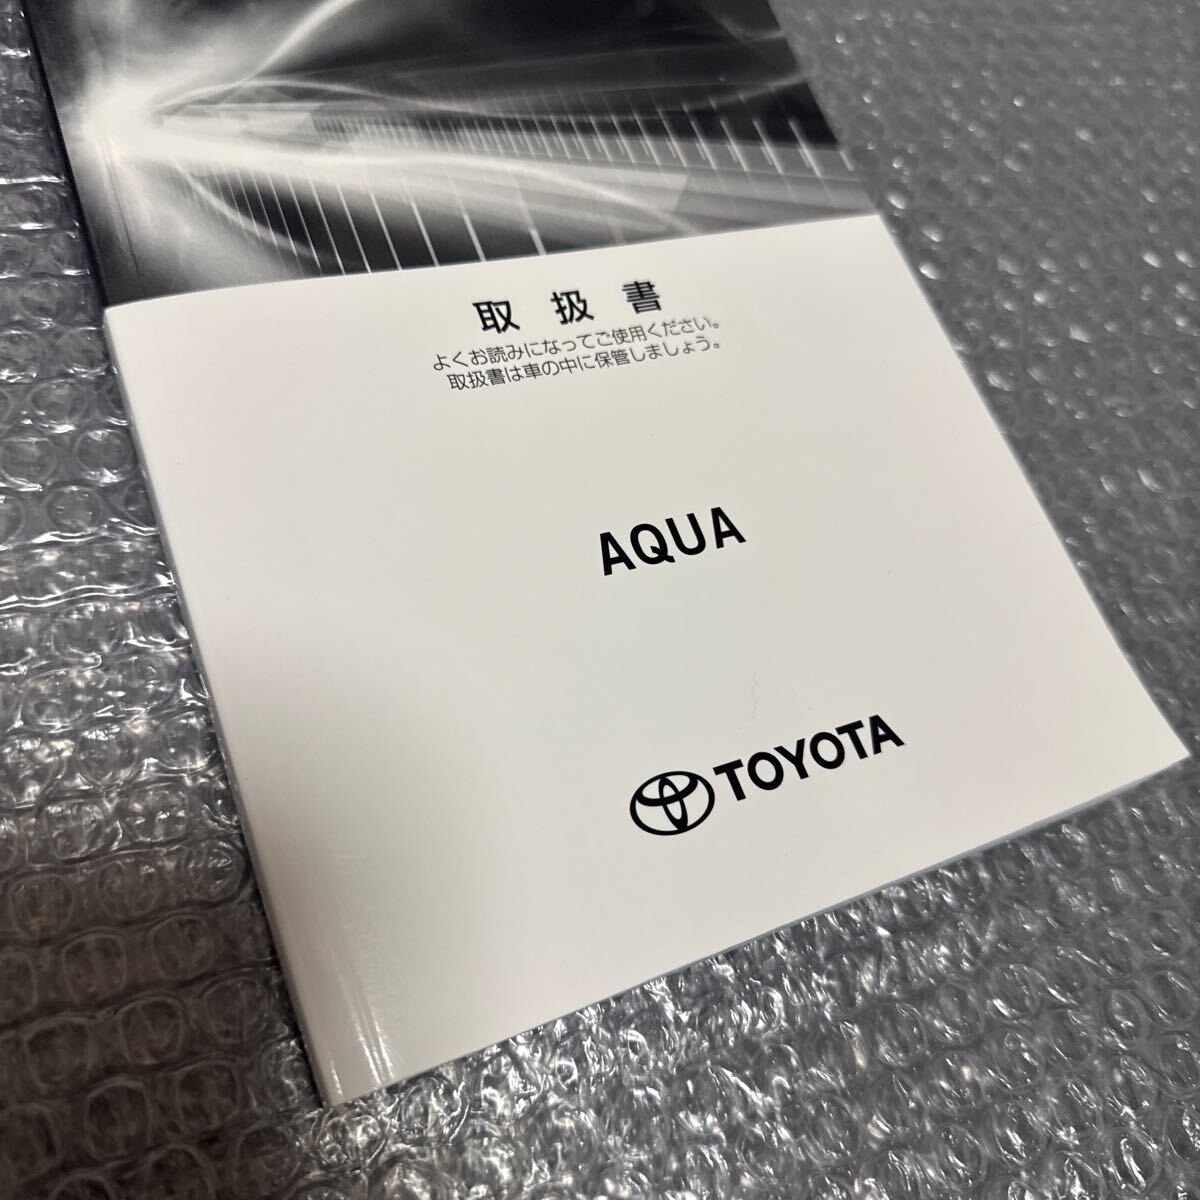 取扱書
よくお読みになってご使用ください。
取扱書は車の中に保管しましょう。
AQUA
TOYOTA